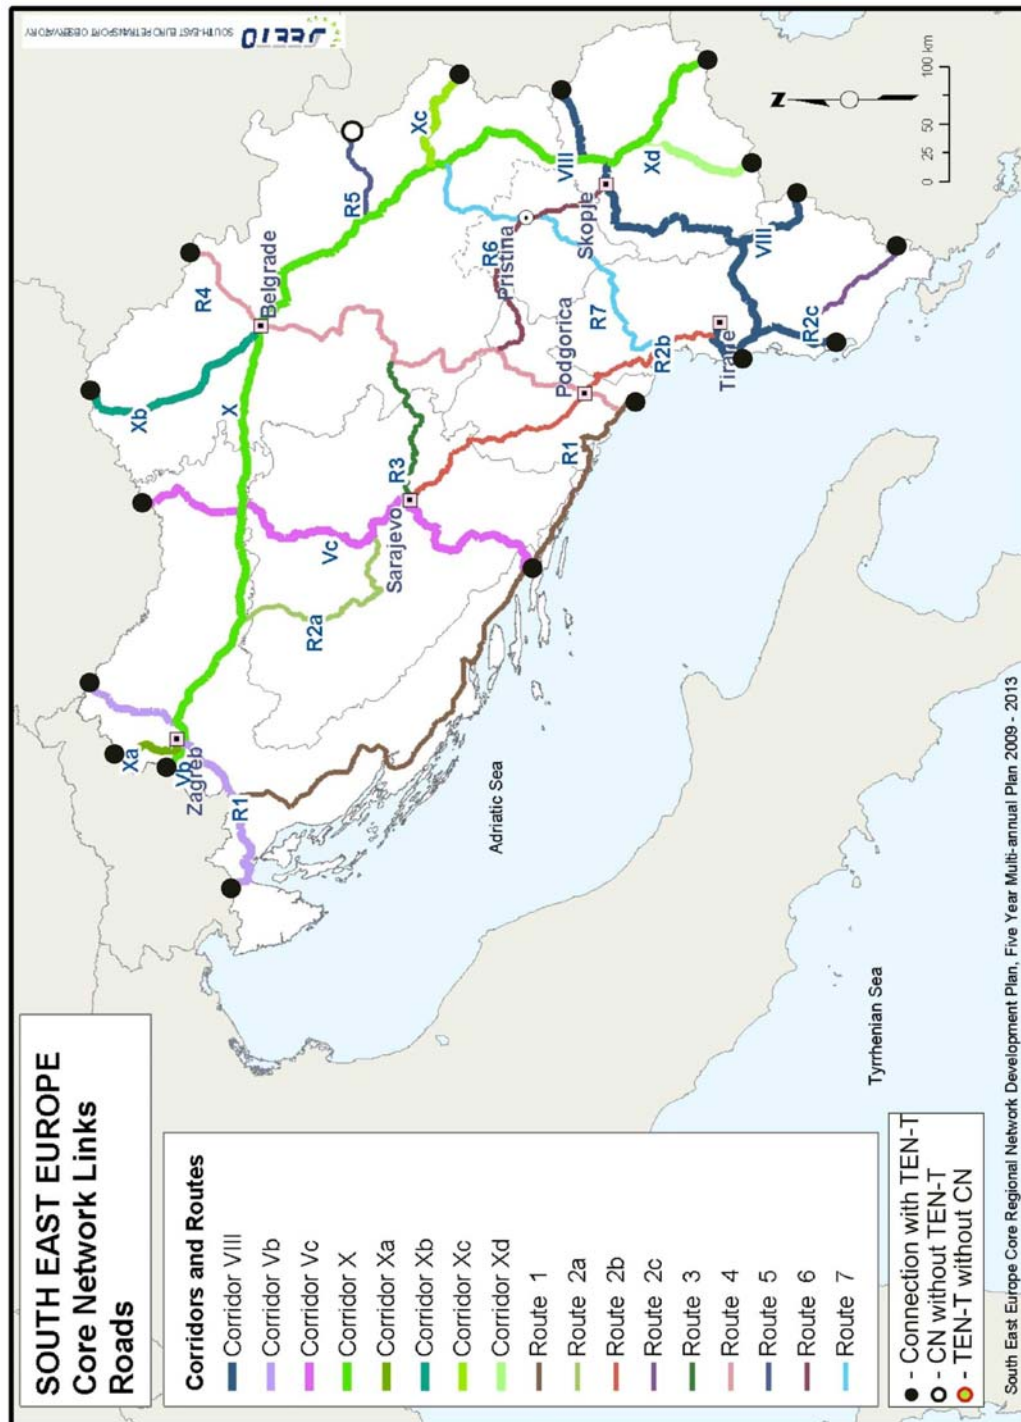 SOUTH EAST EUROPE
Core Network Links
Roads
SEETO
SOUTH-EAST EUROPE TRANSPORT OBSERVATORY
Corridors and Routes
Corridor VIII
Corridor Vb
Corridor Vc
Corridor X
Corridor Xa
Corridor Xb
Corridor Xc
Corridor Xd
Route 1
Route 2a
Route 2b
Route 2c
Route 3
Route 4
Route 5
Route 6
Route 7
- Connection with TEN-T
- CN without TEN-T
- TEN-T without CN
Xa
Vb
Zagreb
R1
Xb
X
R4
Belgrade
R5
Xc
Vc
R2a
Sarajevo
R3
R1
Podgorica
R6
Pristina
R7
R2b
Skopje
VIII
Xd
VIII
Tirane
R2c
Adriatic Sea
Tyrrhenian Sea
N
0 25 50 100 km
South East Europe Core Regional Network Development Plan, Five Year Multi-annual Plan 2009 - 2013